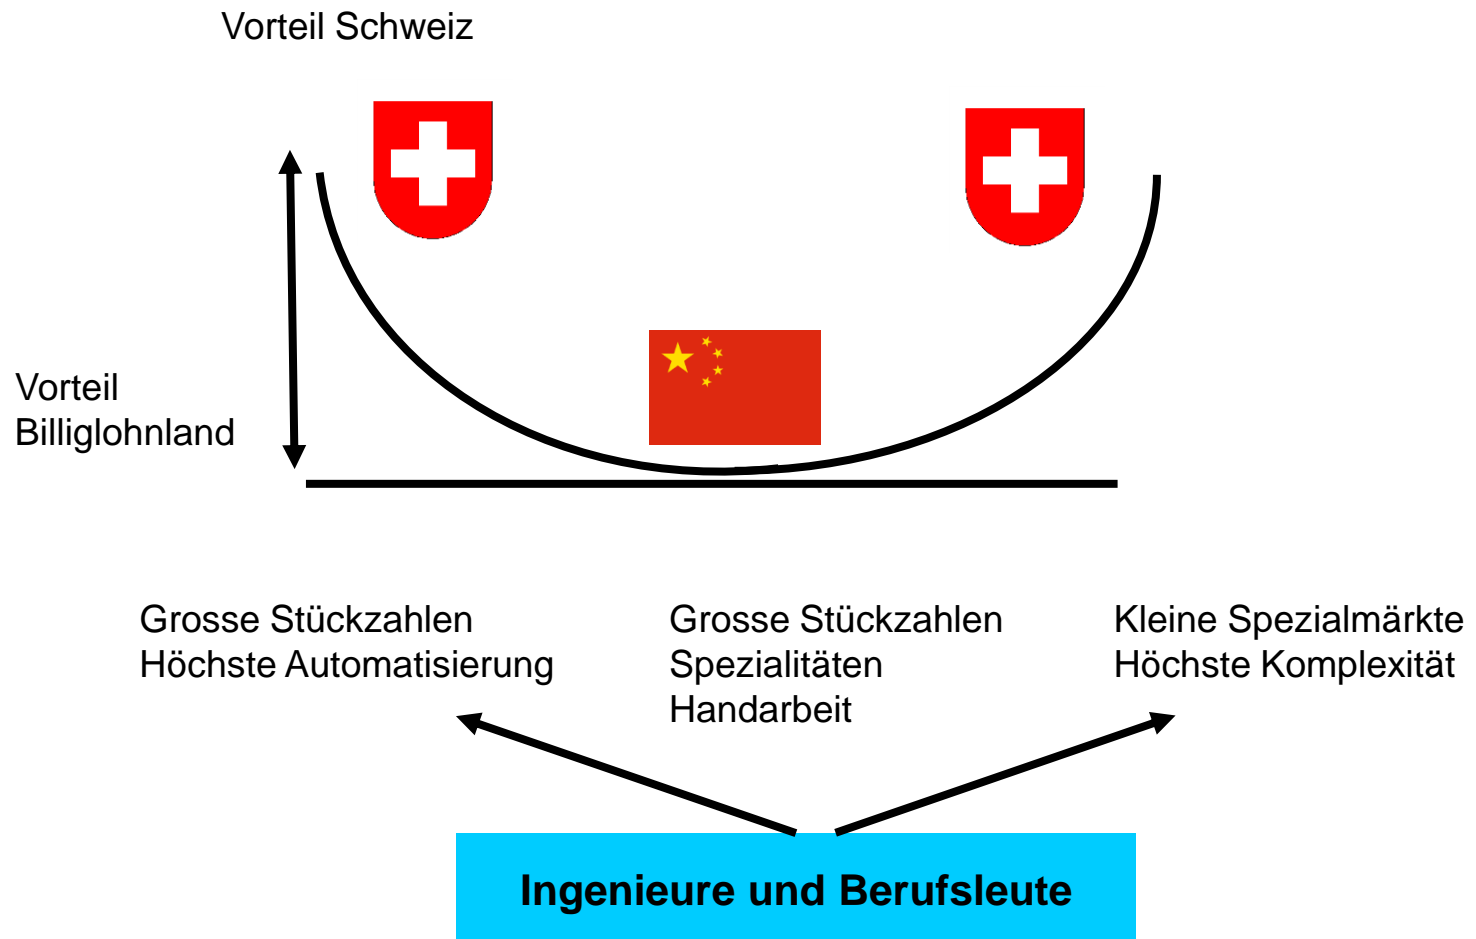 Vorteil Schweiz
Vorteil
Billiglohnland
Grosse Stückzahlen
Höchste Automatisierung
Grosse Stückzahlen
Spezialitäten
Handarbeit
Kleine Spezialmärkte
Höchste Komplexität
Ingenieure und Berufsleute